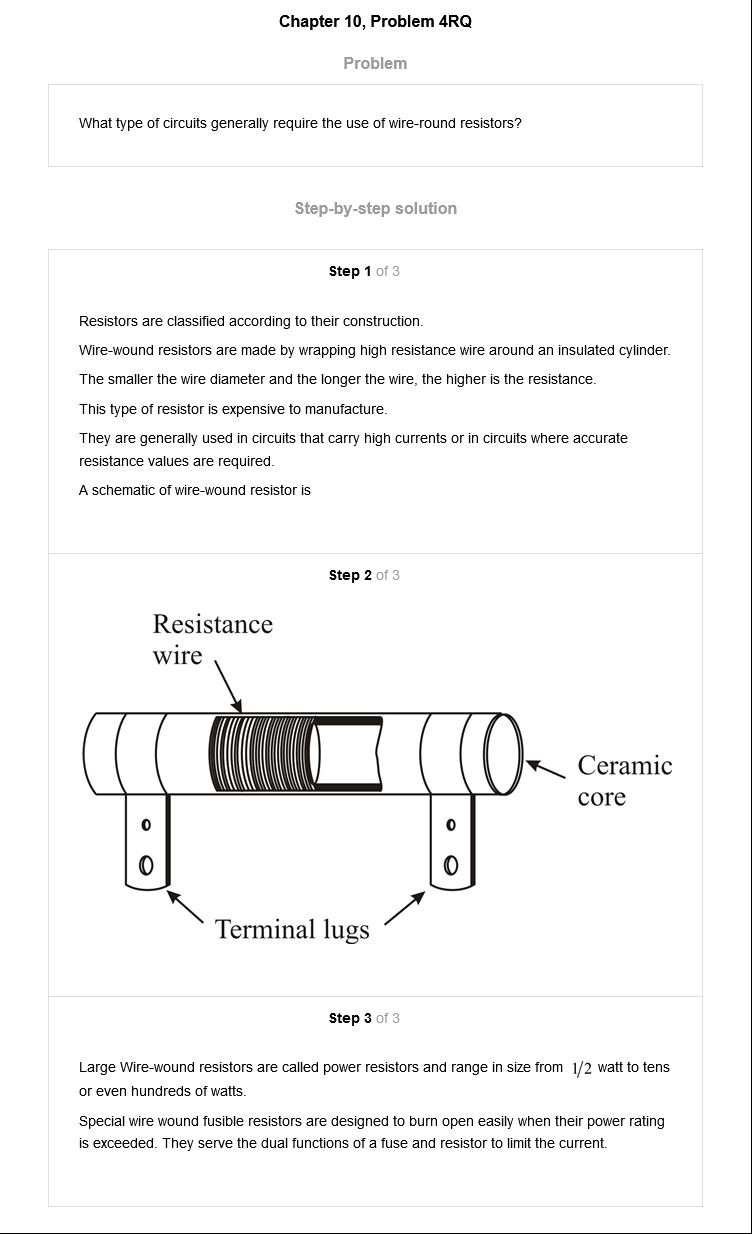 Chapter 10, Problem 4RQ
Problem
What type of circuits generally require the use of wire-round resistors?
Step-by-step solution
Step 1 of 3
Resistors are classified according to their construction.
Wire-wound resistors are made by wrapping high resistance wire around an insulated cylinder.
The smaller the wire diameter and the longer the wire, the higher is the resistance.
This type of resistor is expensive to manufacture.
They are generally used in circuits that carry high currents or in circuits where accurate
resistance values are required.
A schematic of wire-wound resistor is
Step 2 of 3
Resistance
wire
Ceramic
core
Terminal lugs
Step 3 of 3
Large Wire-wound resistors are called power resistors and range in size from 1/2 watt to tens
or even hundreds of watts.
Special wire wound fusible resistors are designed to burn open easily when their power rating
is exceeded. They serve the dual functions of a fuse and resistor to limit the current.